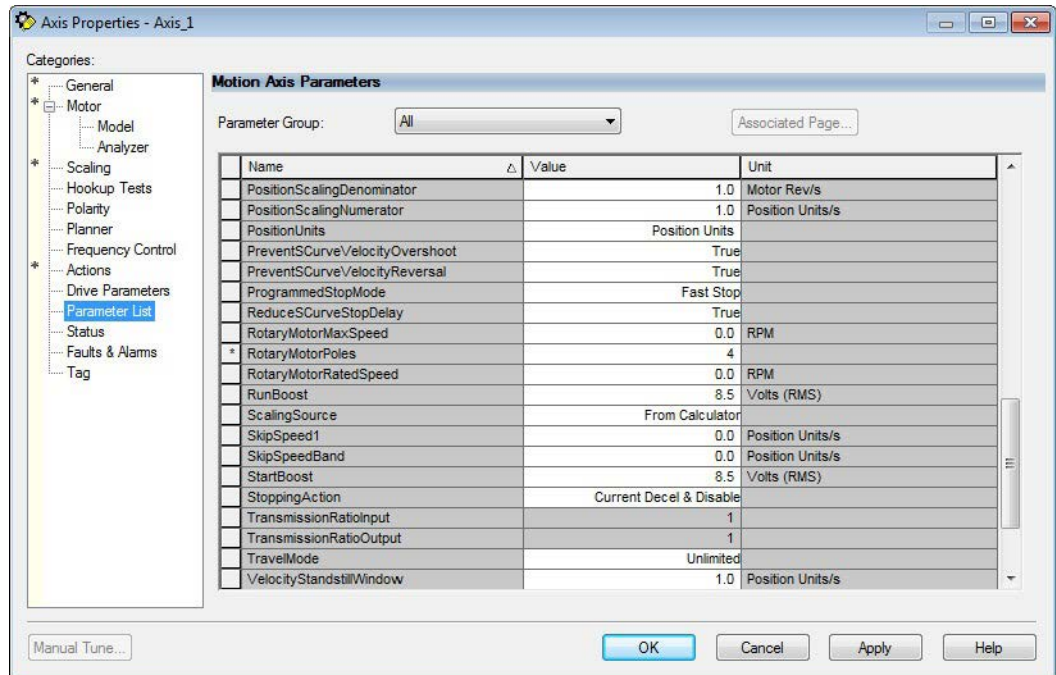 Axis Properties - Axis_1
Categories:
* General
* Motor
Model
Analyzer
* Scaling
Hookup Tests
Polarity
Planner
Frequency Control
* Actions
Drive Parameters
Parameter List
Status
Faults & Alarms
Tag
Motion Axis Parameters
Parameter Group: All Associated Page...
Name Value Unit
PositionScalingDenominator 1.0 Motor Rev/s
PositionScalingNumerator 1.0 Position Units/s
PositionUnits Position Units
PreventSCurveVelocityOvershoot True
PreventSCurveVelocityReversal True
ProgrammedStopMode Fast Stop
ReduceSCurveStopDelay True
RotaryMotorMaxSpeed 0.0 RPM
* RotaryMotorPoles 4
RotaryMotorRatedSpeed 0.0 RPM
RunBoost 8.5 Volts (RMS)
ScalingSource From Calculator
SkipSpeed1 0.0 Position Units/s
SkipSpeedBand 0.0 Position Units/s
StartBoost 8.5 Volts (RMS)
StoppingAction Current Decel & Disable
TransmissionRatioInput 1
TransmissionRatioOutput 1
TravelMode Unlimited
VelocityStandstillWindow 1.0 Position Units/s
Manual Tune... OK Cancel Apply Help